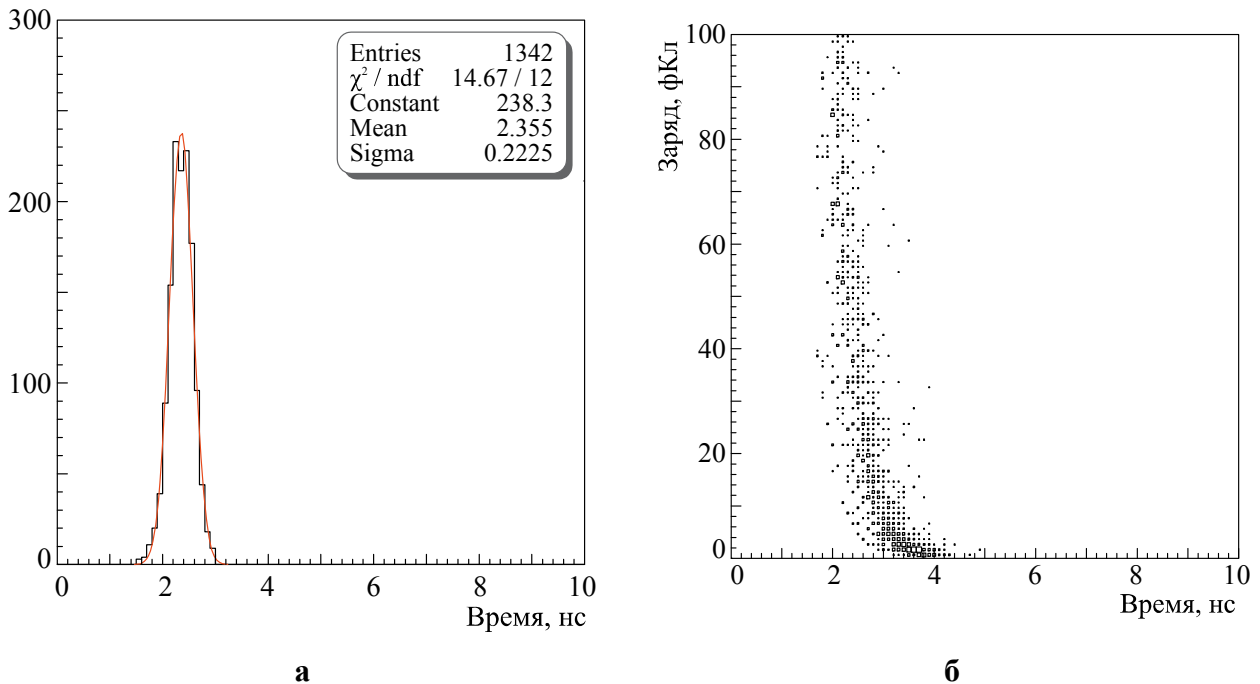 300
200
100
0
0 2 4 6 8 10
Время, нс
Entries 1342
χ² / ndf 14.67 / 12
Constant 238.3
Mean 2.355
Sigma 0.2225
а
Заряд, фКл
100
80
60
40
20
0
0 2 4 6 8 10
Время, нс
б